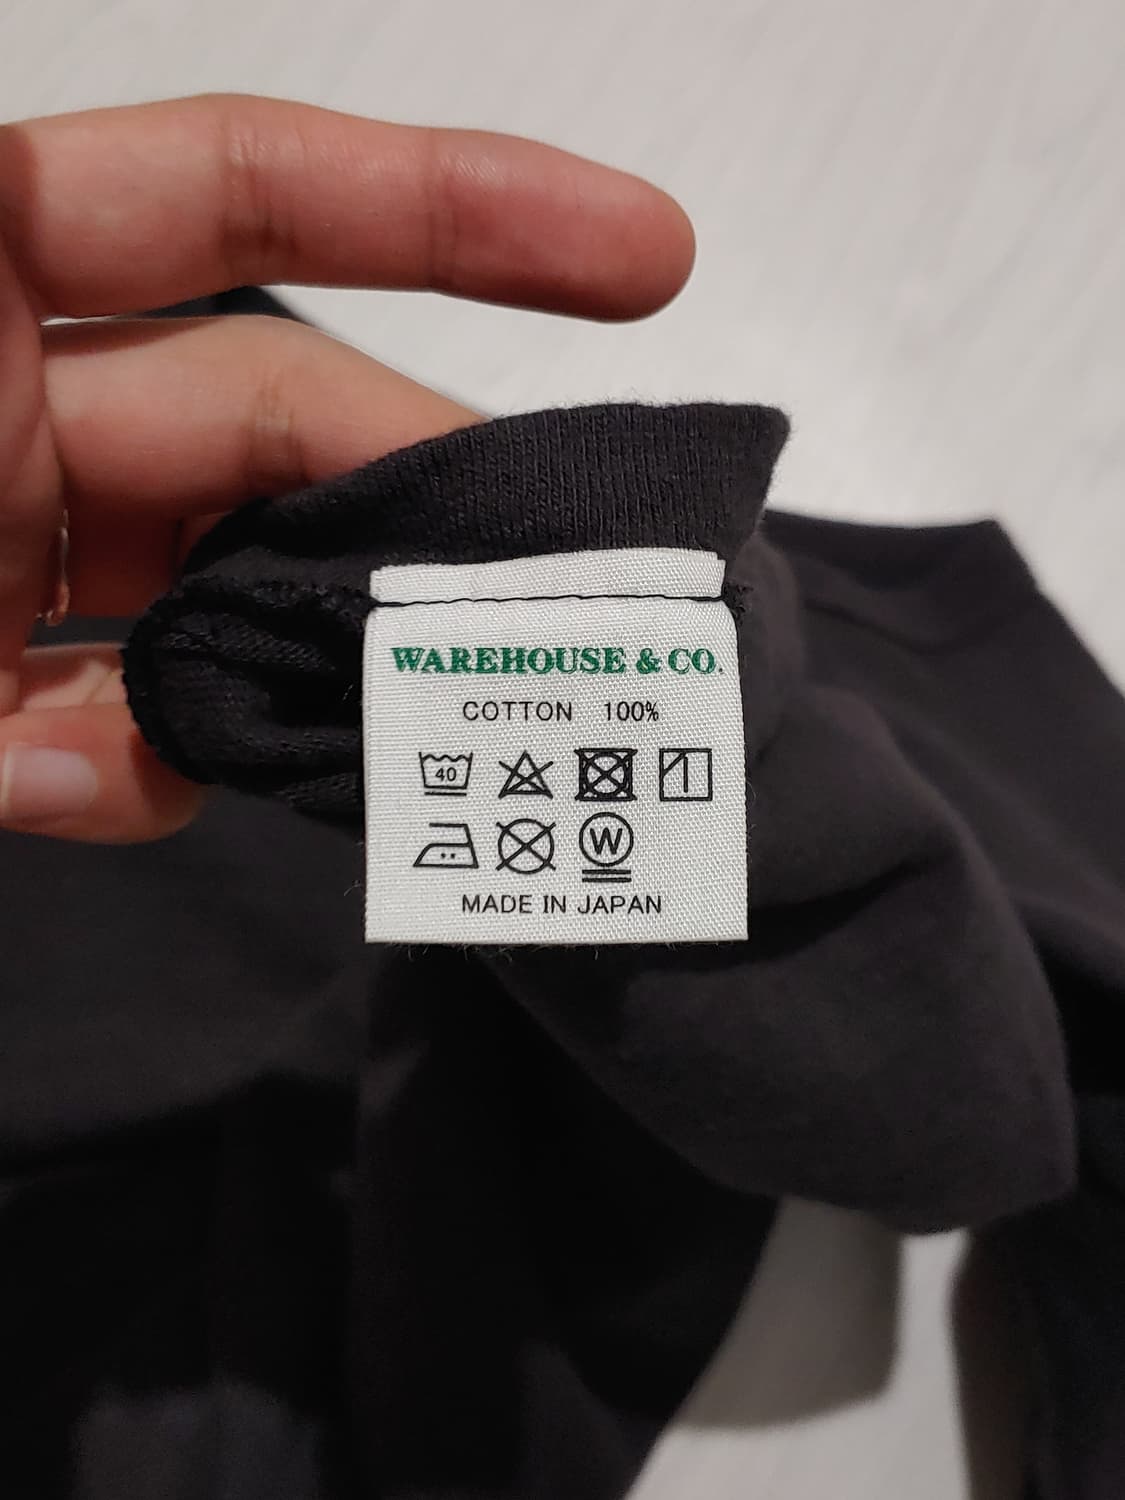 WAREHOUSE & CO.
COTTON 100%
40
W
MADE IN JAPAN